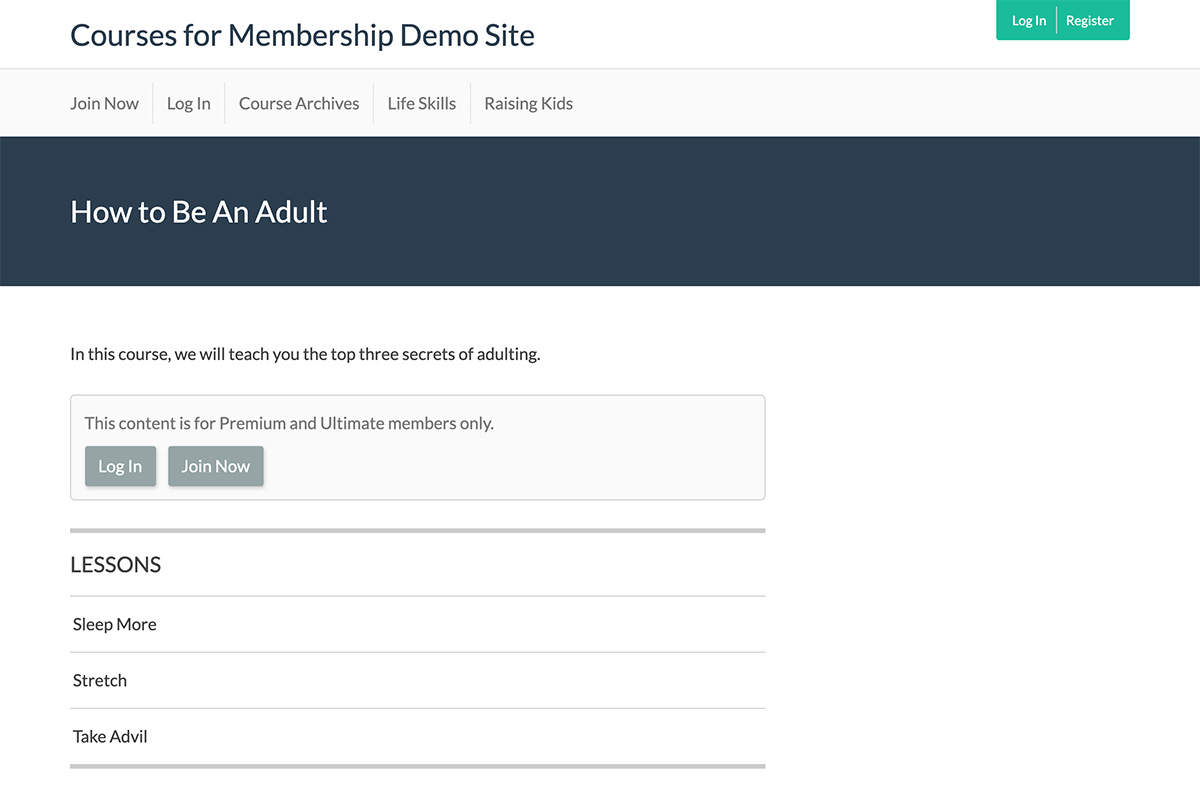 Courses for Membership Demo Site
Log In Register
Join Now Log In Course Archives Life Skills Raising Kids
How to Be An Adult
In this course, we will teach you the top three secrets of adulting.
This content is for Premium and Ultimate members only.
Log In Join Now
LESSONS
Sleep More
Stretch
Take Advil